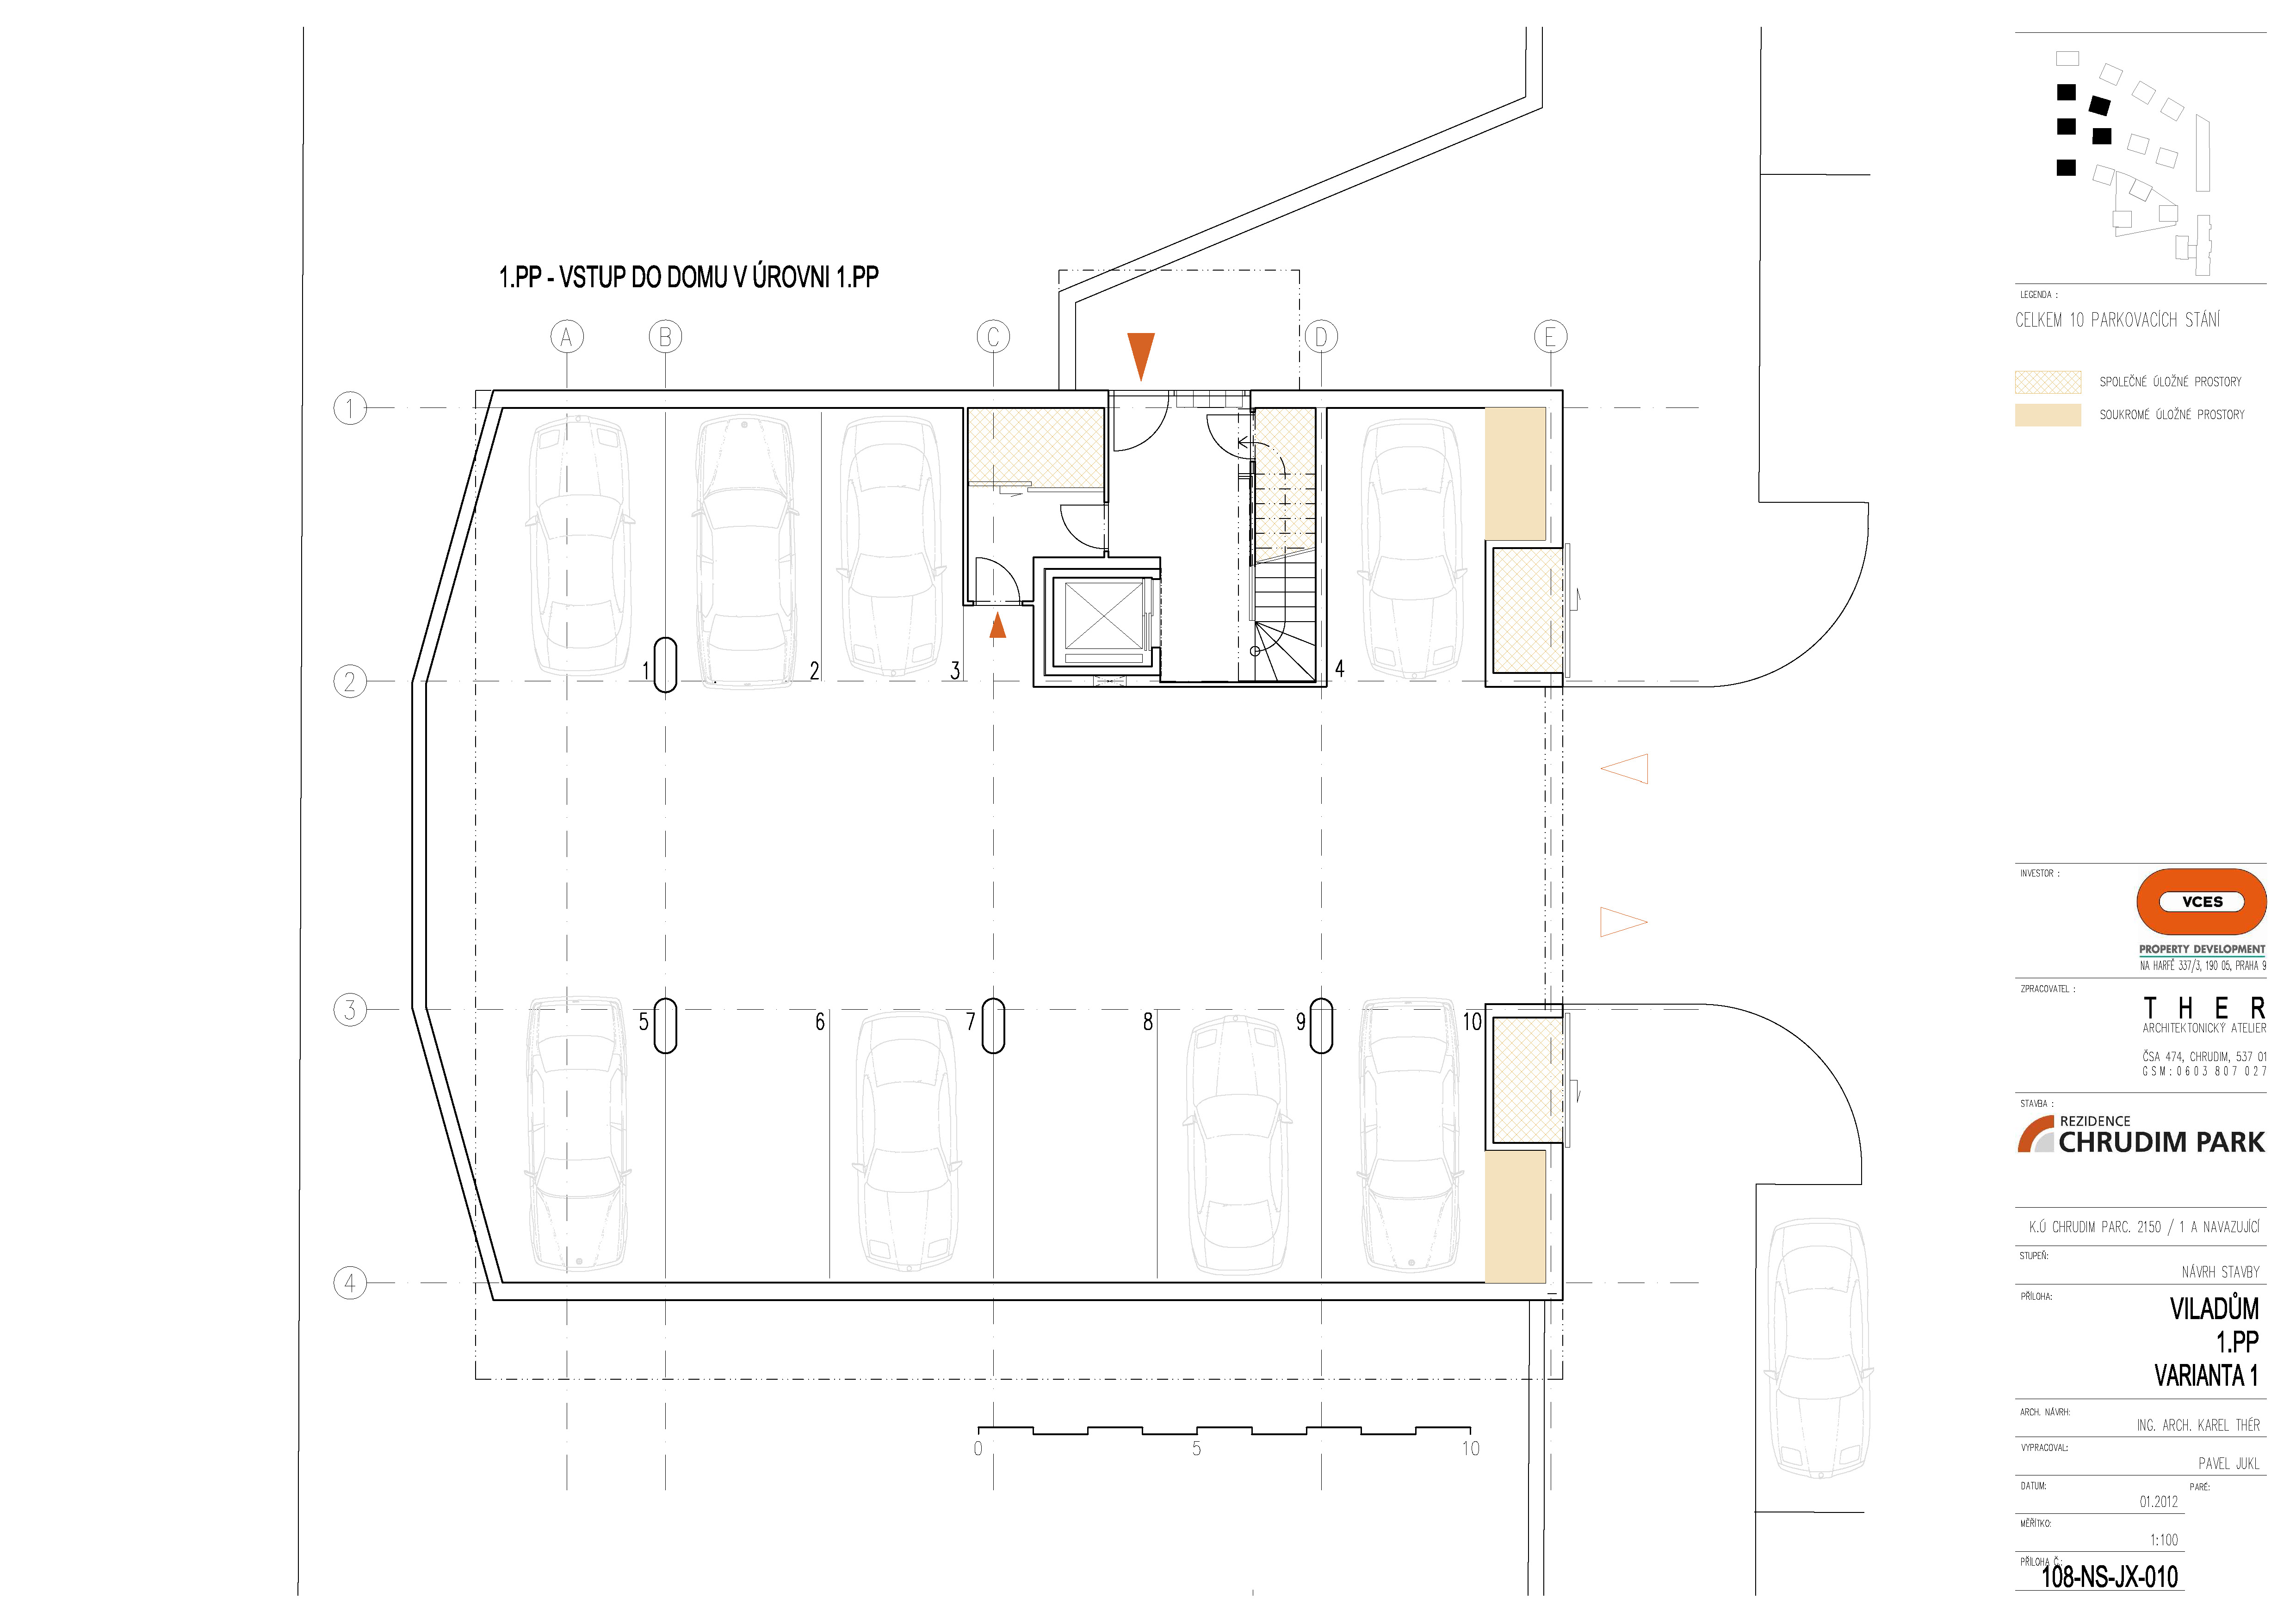 1.PP - VSTUP DO DOMU V ÚROVNI 1.PP
A
B
C
D
E
1
2
3
4
1
2
3
4
5
6
7
8
9
10
0
5
10
LEGENDA :
CELKEM 10 PARKOVACÍCH STÁNÍ
SPOLEČNÉ ÚLOŽNÉ PROSTORY
SOUKROMÉ ÚLOŽNÉ PROSTORY
INVESTOR :
VCES
PROPERTY DEVELOPMENT
NA HARFĚ 337/3, 190 05, PRAHA 9
ZPRACOVATEL :
T H E R
ARCHITEKTONICKÝ ATELIER
ČSA 474, CHRUDIM, 537 01
GSM:0603 807 027
STAVBA :
REZIDENCE
CHRUDIM PARK
K.Ú CHRUDIM PARC. 2150 / 1 A NAVAZUJÍCÍ
STUPEŇ:
NÁVRH STAVBY
PŘÍLOHA:
VILADŮM
1.PP
VARIANTA 1
ARCH. NÁVRH:
ING. ARCH. KAREL THÉR
VYPRACOVAL:
PAVEL JUKL
DATUM:
PARÉ:
01.2012
MĚŘÍTKO:
1:100
PŘÍLOHA Č.:
108-NS-JX-010